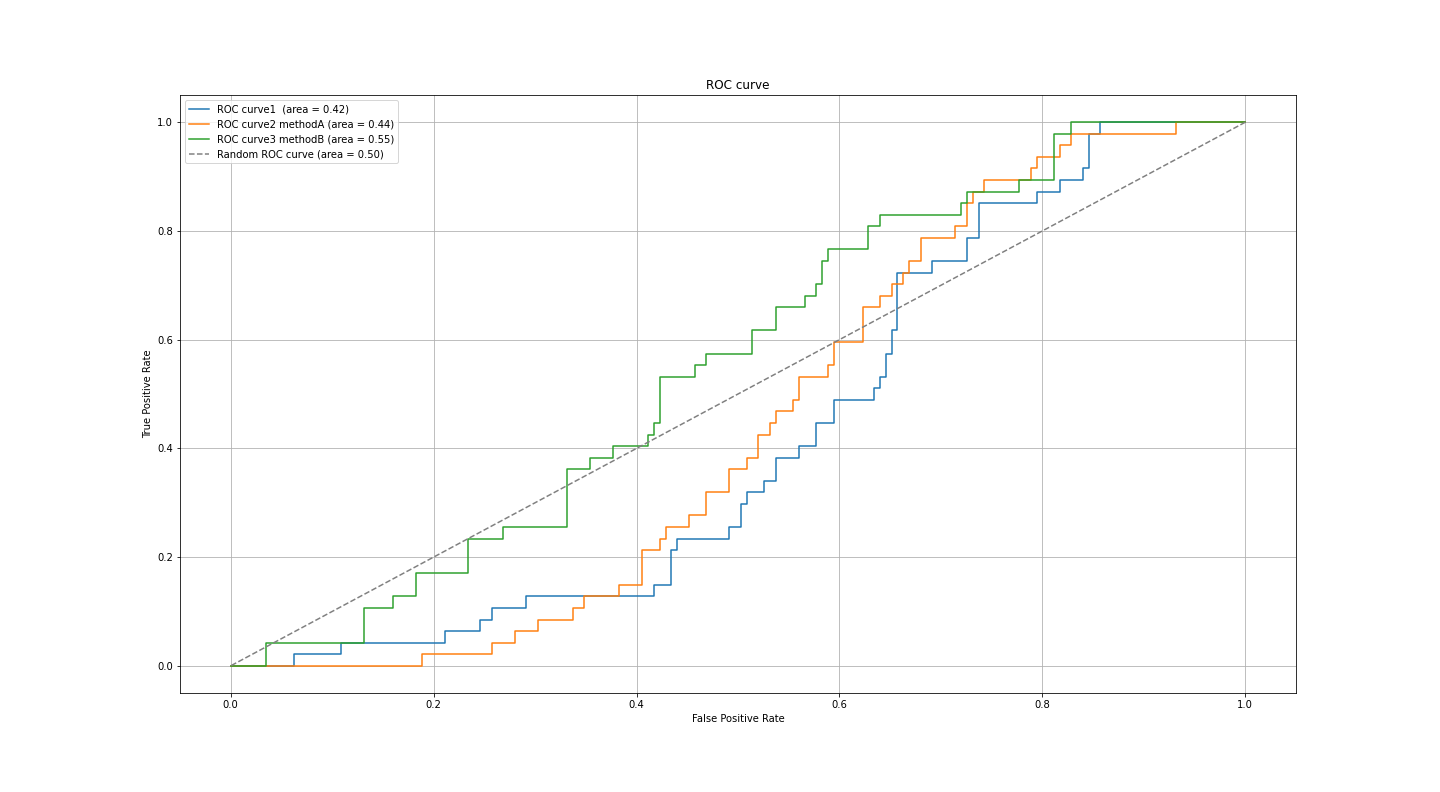 ROC curve
ROC curve1  (area = 0.42)
ROC curve2 methodA (area = 0.44)
ROC curve3 methodB (area = 0.55)
Random ROC curve (area = 0.50)
True Positive Rate
1.0
0.8
0.6
0.4
0.2
0.0
0.0 0.2 0.4 0.6 0.8 1.0
False Positive Rate